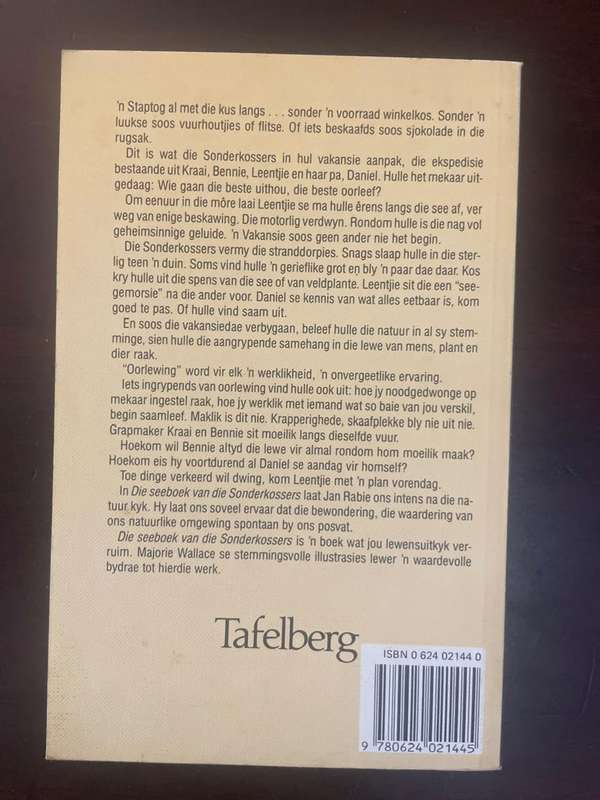 'n Staptog al met die kus langs . . . sonder 'n voorraad winkelkos. Sonder 'n
luukse soos vuurhoutjies of flitse. Of iets beskaafds soos sjokolade in die
rugsak.
Dit is wat die Sonderkossers in hul vakansie aanpak, die ekspedisie
bestaande uit Kraai, Bennie, Leentjie en haar pa, Daniel. Hulle het mekaar uit-
gedaag: Wie gaan die beste uithou, die beste oorleef?
Om eenuur in die môre laai Leentjie se ma hulle êrens langs die see af, ver
weg van enige beskawing. Die motorlig verdwyn. Rondom hulle is die nag vol
geheimsinnige geluide. 'n Vakansie soos geen ander nie het begin.
Die Sonderkossers vermy die stranddorpies. Snags slaap hulle in die ster-
lig teen 'n duin. Soms vind hulle 'n gerieflike grot en bly 'n paar dae daar. Kos
kry hulle uit die spens van die see of van veldplante. Leentjie sit die een "see-
gemorsie" na die ander voor. Daniel se kennis van wat alles eetbaar is, kom
goed te pas. Of hulle vind saam uit.
En soos die vakansiedae verbygaan, beleef hulle die natuur in al sy stem-
minge, sien hulle die aangrypende samehang in die lewe van mens, plant en
dier raak.
"Oorlewing" word vir elk 'n werklikheid, 'n onvergeetlike ervaring.
Iets ingrypends van oorlewing vind hulle ook uit: hoe jy noodgedwonge op
mekaar ingestel raak, hoe jy werklik met iemand wat so baie van jou verskil,
begin saamleef. Maklik is dit nie. Krapperighede, skaafplekke bly nie uit nie.
Grapmaker Kraai en Bennie sit moeilik langs dieselfde vuur.
Hoekom wil Bennie altyd die lewe vir almal rondom hom moeilik maak?
Hoekom eis hy voortdurend al Daniel se aandag vir homself?
Toe dinge verkeerd wil dwing, kom Leentjie met 'n plan vorendag.
In Die seeboek van die Sonderkossers laat Jan Rabie ons intens na die na-
tuur kyk. Hy laat ons soveel ervaar dat die bewondering, die waardering van
ons natuurlike omgewing spontaan by ons posvat.
Die seeboek van die Sonderkossers is 'n boek wat jou lewensuitkyk ver-
ruim. Majorie Wallace se stemmingsvolle illustrasies lewer 'n waardevolle
bydrae tot hierdie werk.
Tafelberg
ISBN 0 624 02144 0
9 780624 021445